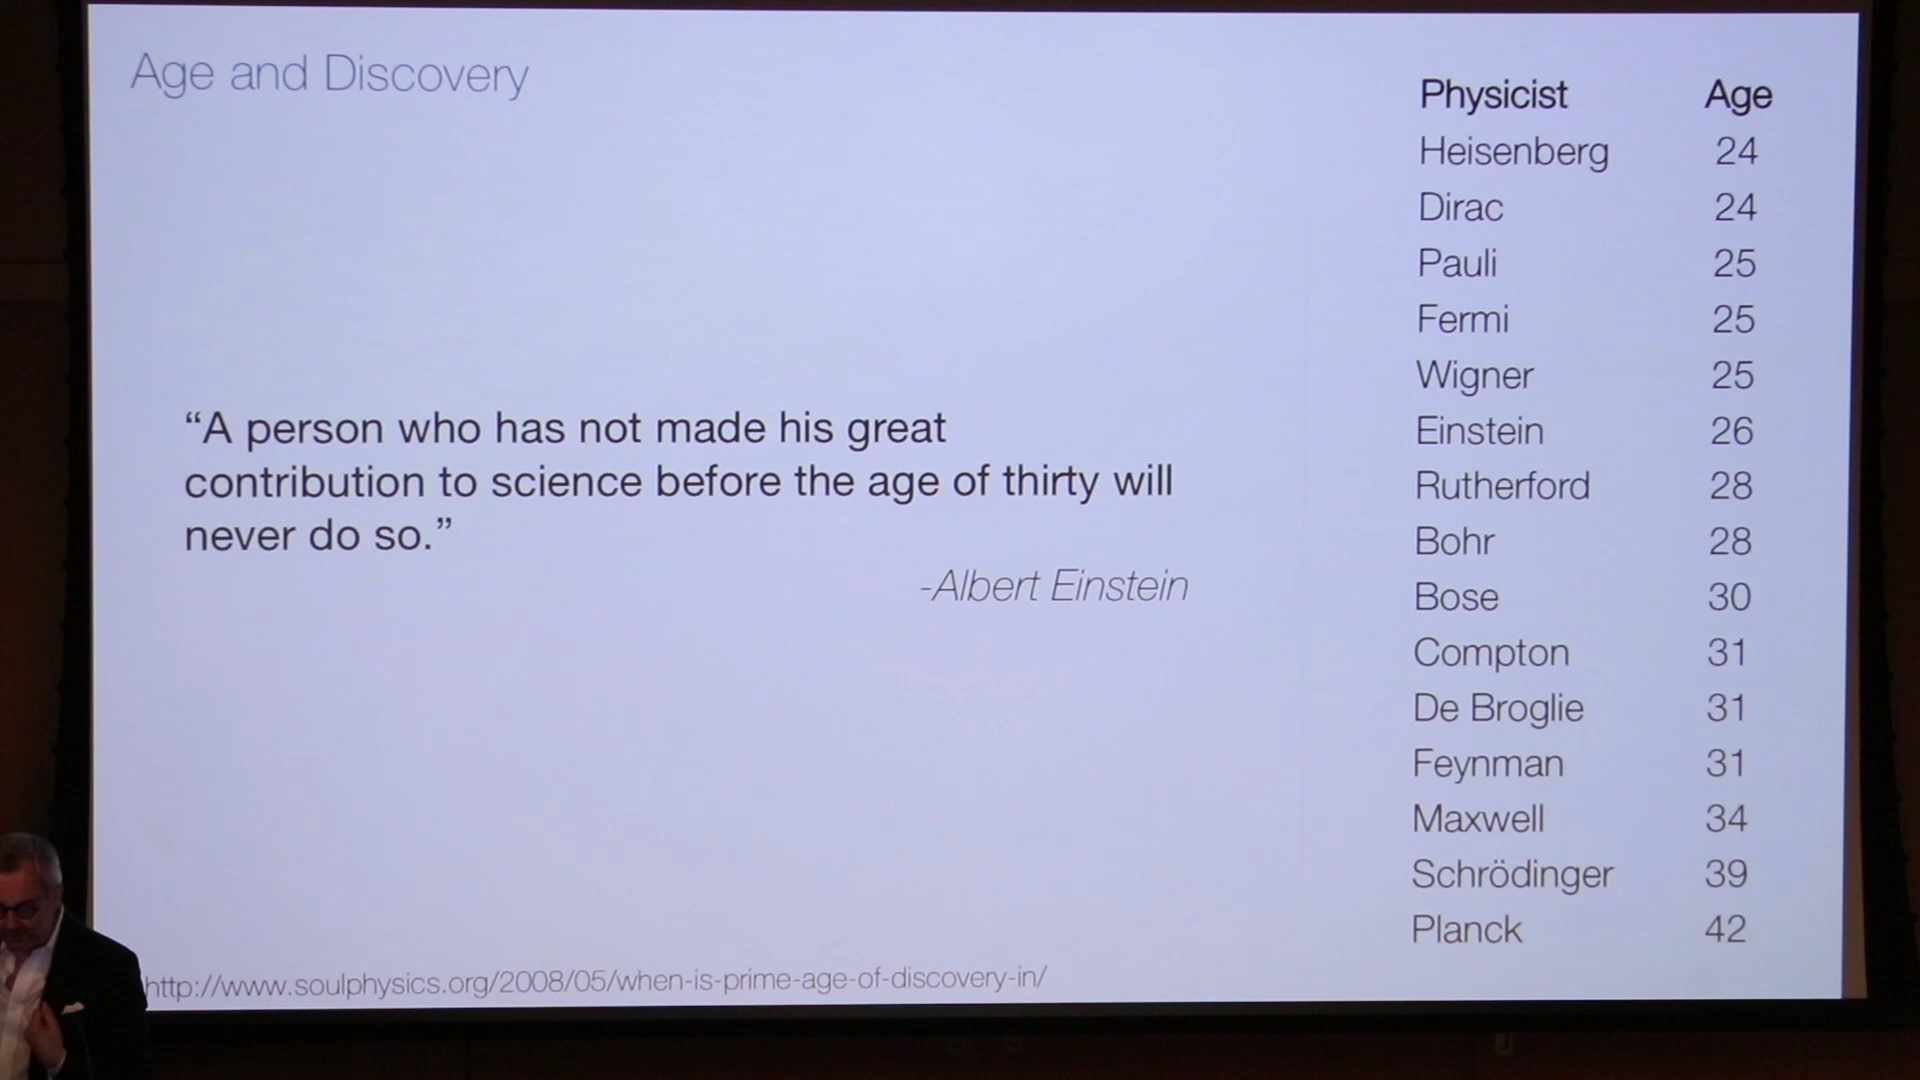 Age and Discovery
“A person who has not made his great
contribution to science before the age of thirty will
never do so.”
-Albert Einstein
http://www.soulphysics.org/2008/05/when-is-prime-age-of-discovery-in/
Physicist Age
Heisenberg 24
Dirac 24
Pauli 25
Fermi 25
Wigner 25
Einstein 26
Rutherford 28
Bohr 28
Bose 30
Compton 31
De Broglie 31
Feynman 31
Maxwell 34
Schrödinger 39
Planck 42